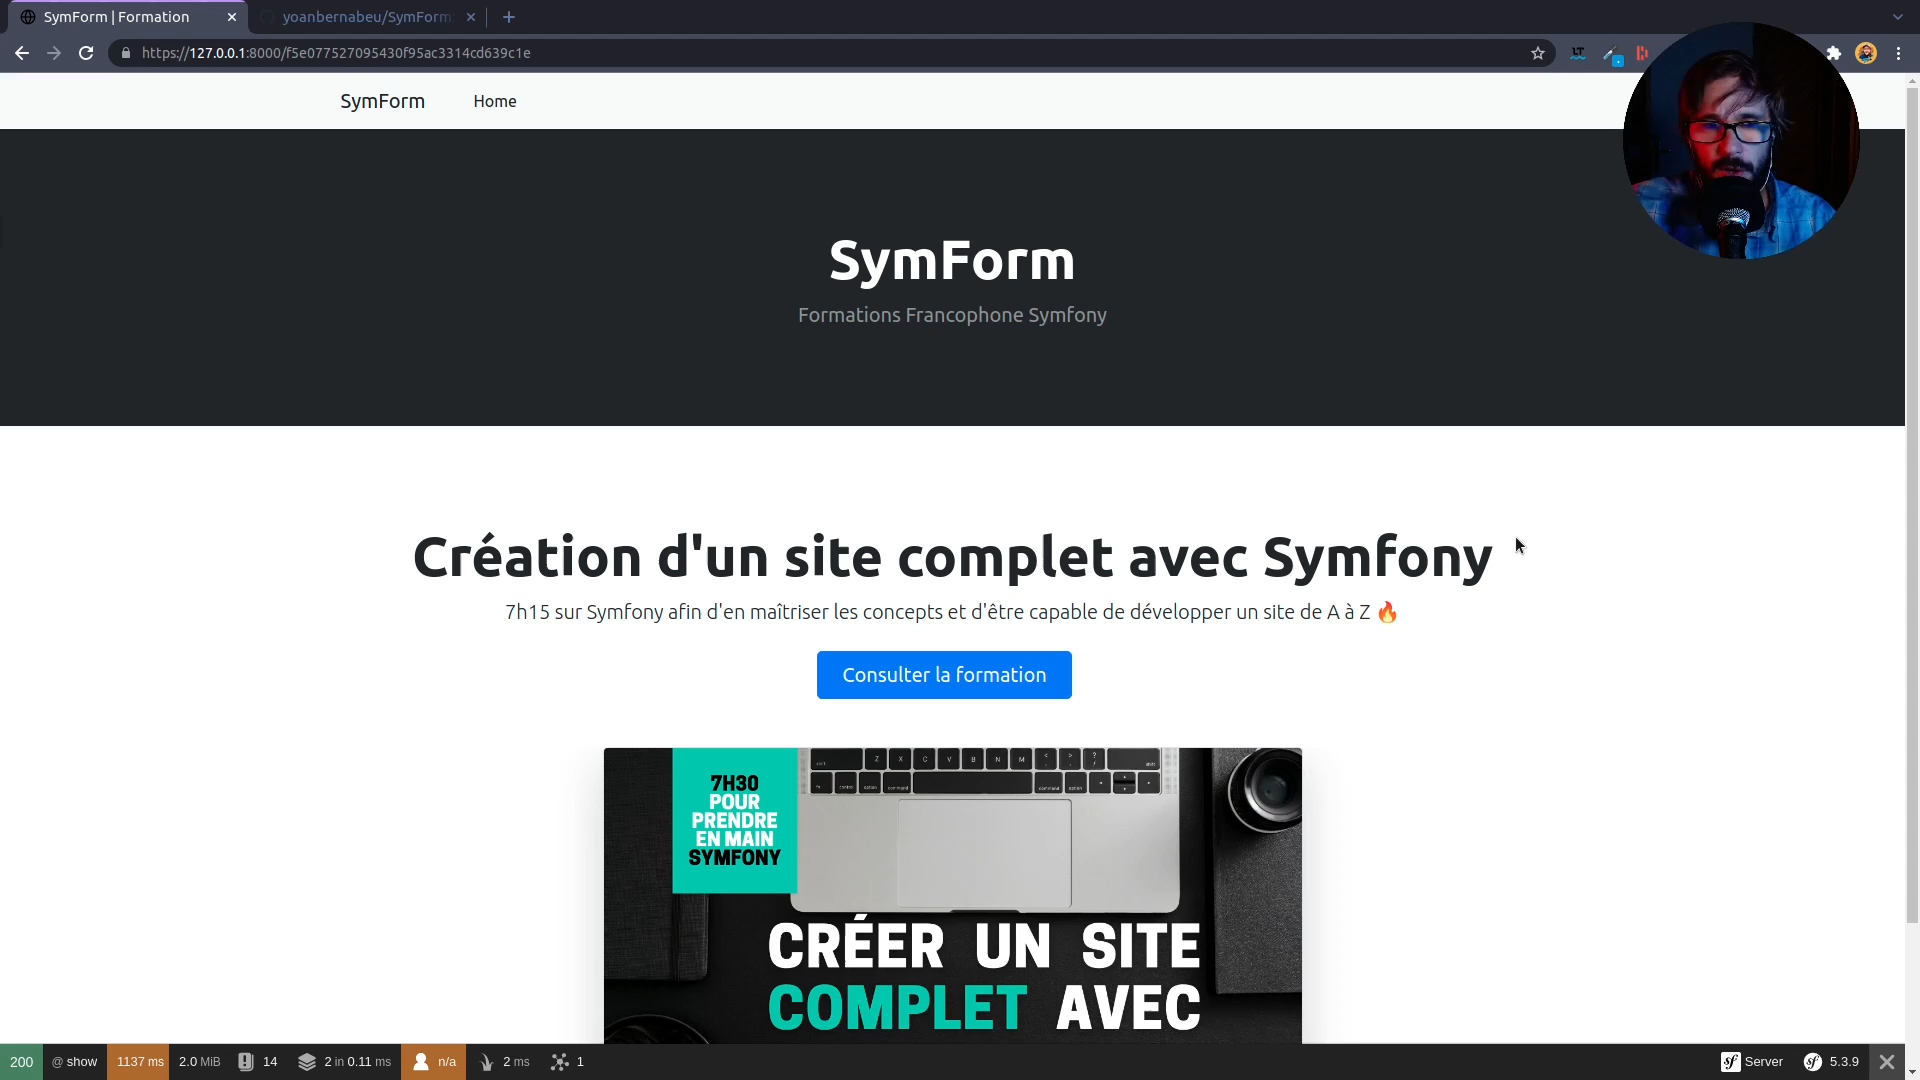 SymForm | Formation
yoanbernabeu/SymForm
https://127.0.0.1:8000/f5e077527095430f95ac3314cd639c1e
SymForm
Home
SymForm
Formations Francophone Symfony
Création d'un site complet avec Symfony
7h15 sur Symfony afin d'en maîtriser les concepts et d'être capable de développer un site de A à Z 🔥
Consulter la formation
7H30
POUR
PRENDRE
EN MAIN
SYMFONY
Z X C V B N M
CRÉER UN SITE
COMPLET AVEC
200 @ show 1137 ms 2.0 MiB 14 2 in 0.11 ms n/a 2 ms 1 Server 5.3.9